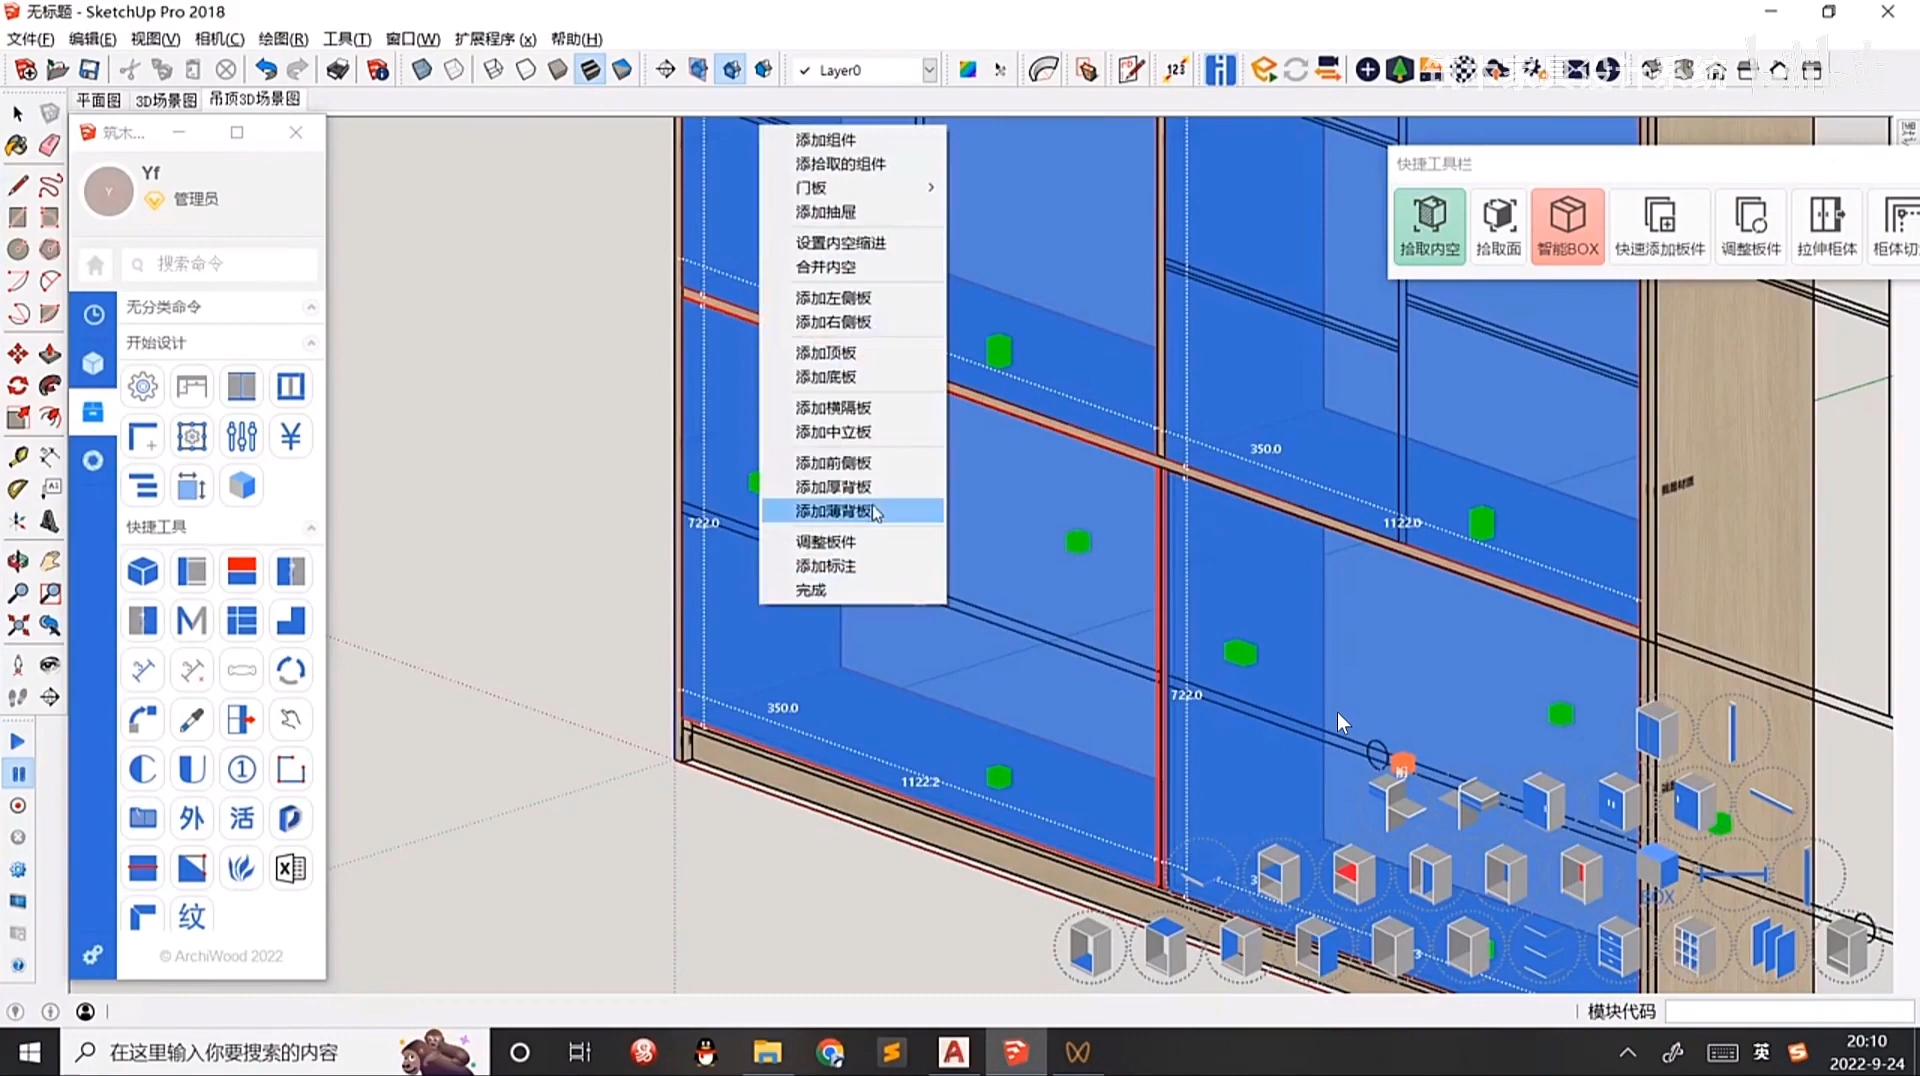 无标题 - SketchUp Pro 2018
文件(F) 编辑(E) 视图(V) 相机(C) 绘图(R) 工具(T) 窗口(W) 扩展程序 (x) 帮助(H)
Layer0
平面图 3D场景图 吊顶3D场景图
筑木...
Yf
管理员
搜索命令
无分类命令
开始设计
快捷工具
外 活
纹
© ArchiWood 2022
添加组件
添拾取的组件
门板
添加抽屉
设置内空缩进
合并内空
添加左侧板
添加右侧板
添加顶板
添加底板
添加横隔板
添加中立板
添加前侧板
添加厚背板
添加薄背板
调整板件
添加标注
完成
快捷工具栏
拾取内空 拾取面 智能BOX 快速添加板件 调整板件 拉伸柜体 柜体切
350.0
1122.0
722.0
722.0
350.0
1122.2
BOX
模块代码
在这里输入你要搜索的内容
英
20:10
2022-9-24